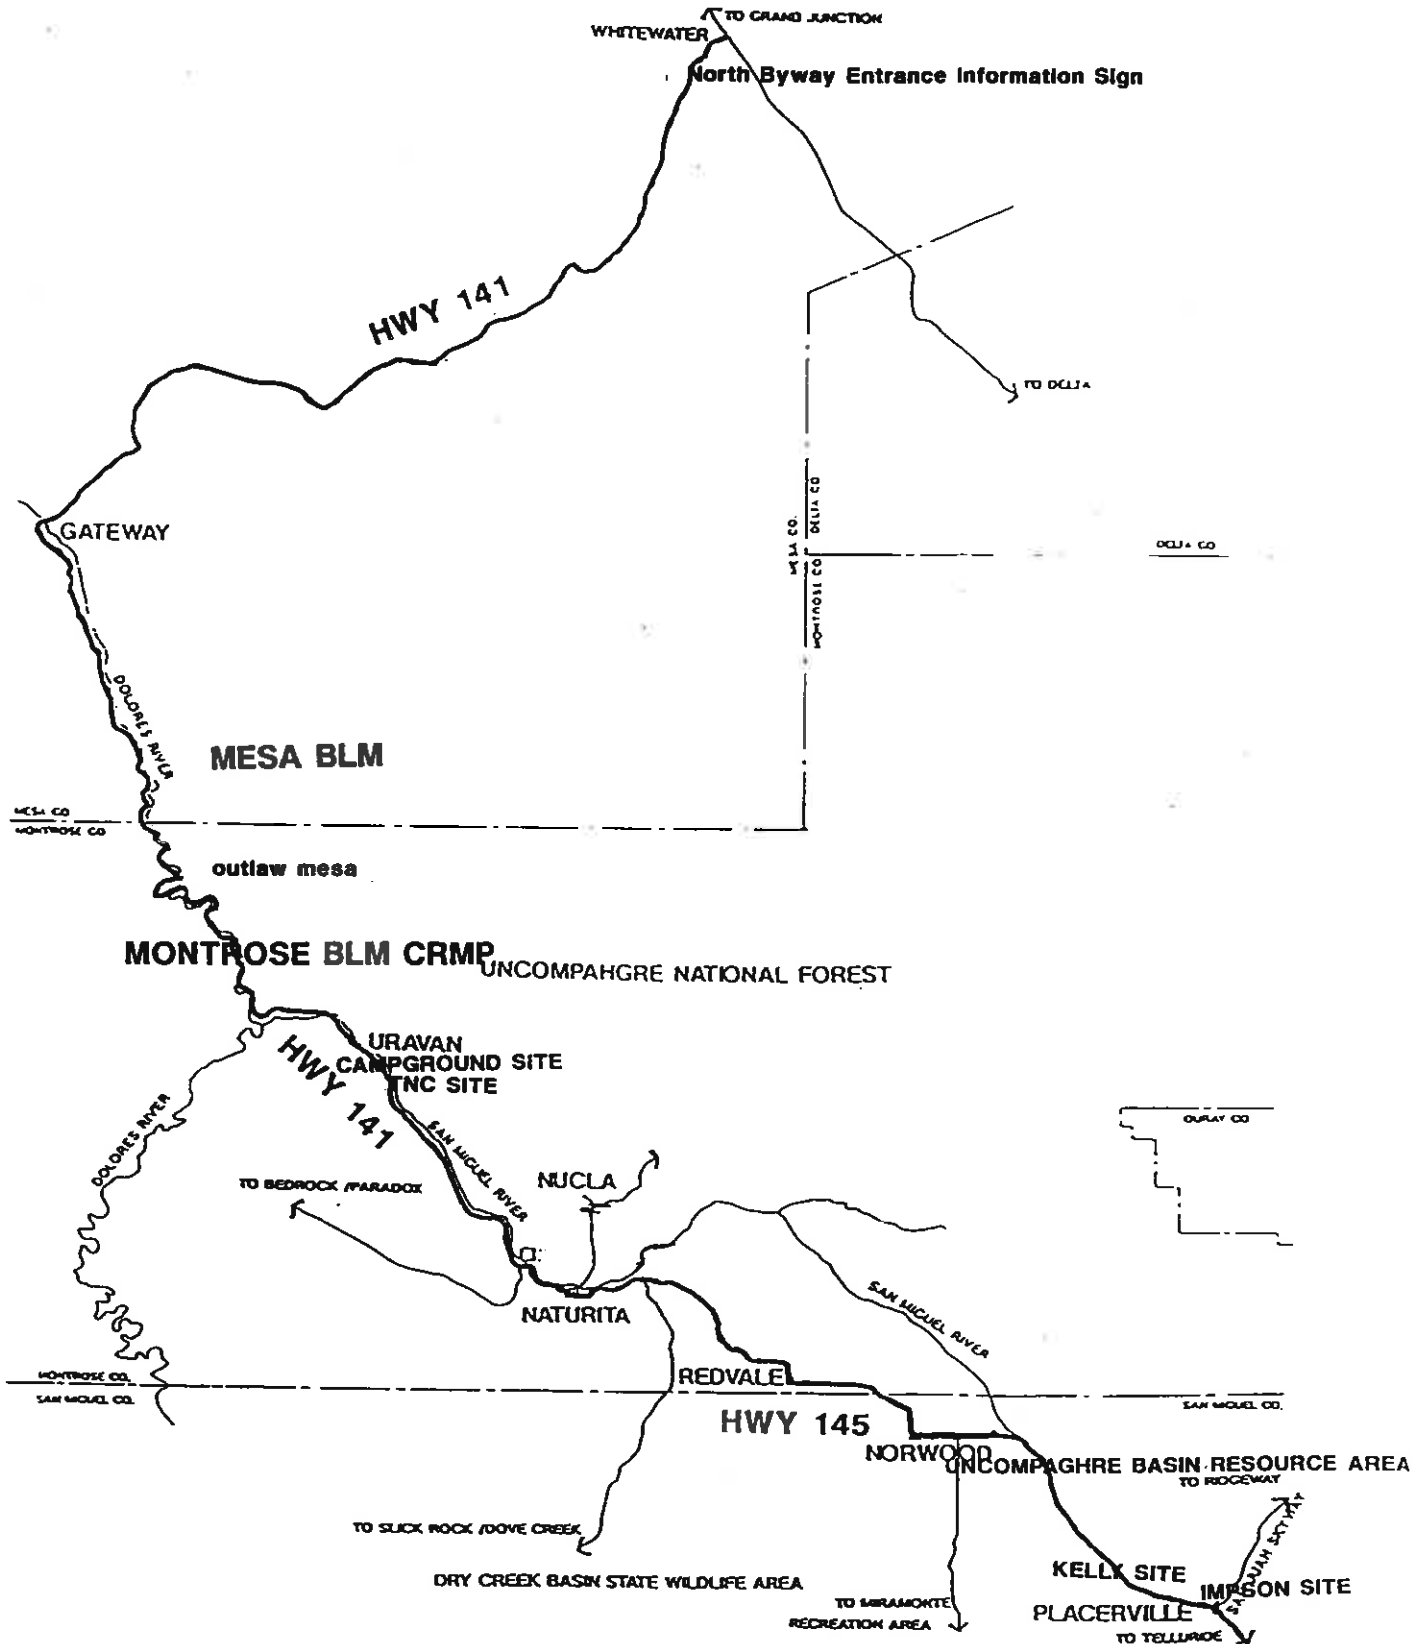 TO GRAND JUNCTION
WHITEWATER
North Byway Entrance Information Sign
HWY 141
TO DELTA
GATEWAY
MESA CO.
DELTA CO
MONTROSE CO
DELTA CO
DOLORES RIVER
MESA BLM
MESA CO
MONTROSE CO
outlaw mesa
MONTROSE BLM CRMP
UNCOMPAHGRE NATIONAL FOREST
URAVAN
CAMPGROUND SITE
TNC SITE
HWY 141
DOLORES RIVER
SAN MIGUEL RIVER
OURAY CO
TO BEDROCK /PARADOX
NUCLA
NATURITA
SAN MIGUEL RIVER
MONTROSE CO.
SAN MIGUEL CO.
REDVALE
SAN MIGUEL CO.
HWY 145
NORWOOD
UNCOMPAGHRE BASIN RESOURCE AREA
TO RIDGEWAY
TO SLICK ROCK /DOVE CREEK
SAN JUAN SKYWAY
DRY CREEK BASIN STATE WILDLIFE AREA
KELLY SITE
IMPSON SITE
TO MIRAMONTE
RECREATION AREA
PLACERVILLE
TO TELLURIDE